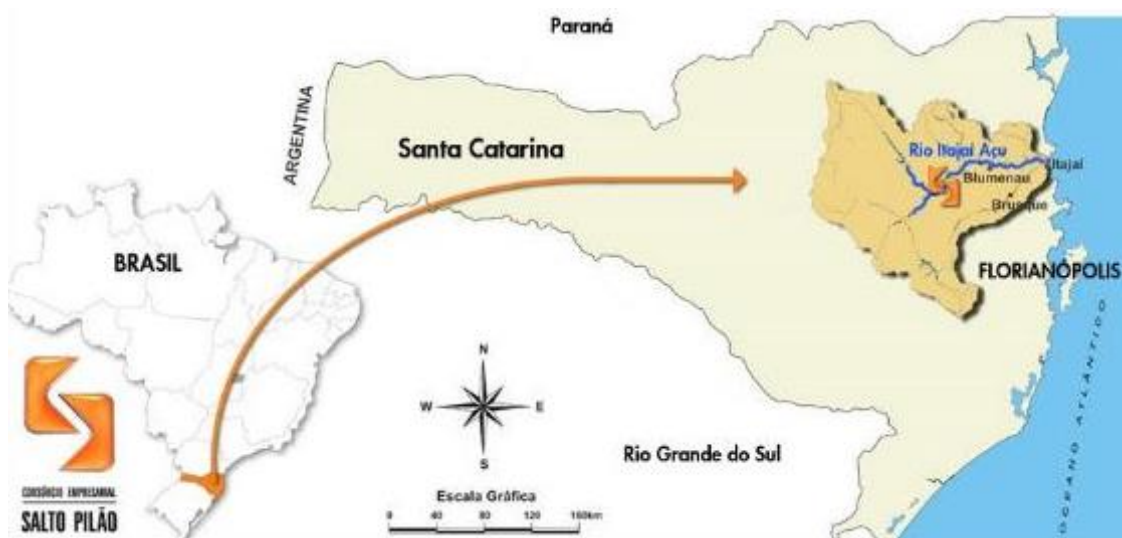 Paraná
ARGENTINA
Santa Catarina
Rio Itajaí Açu
Itajaí
Blumenau
Brusque
BRASIL
FLORIANÓPOLIS
OCEANO ATLÂNTICO
N
W
E
S
Rio Grande do Sul
Escala Gráfica
0 40 80 120 160km
CONSÓRCIO EMPRESARIAL
SALTO PILÃO